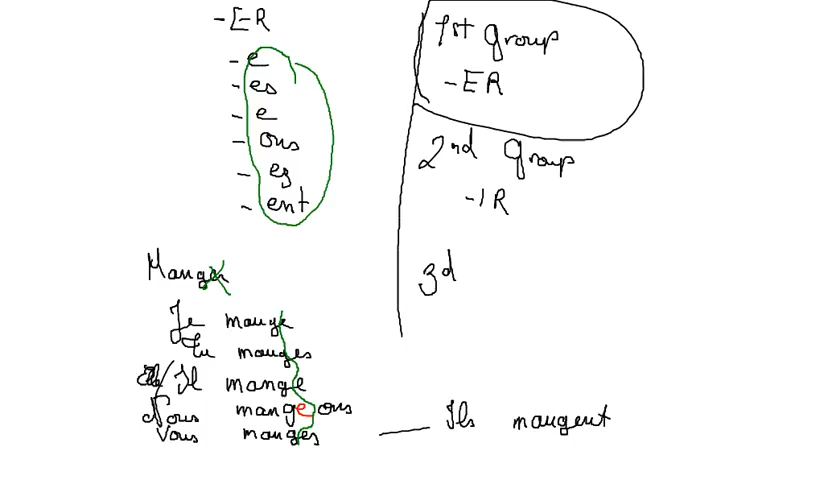 -ER
- e
- es
- e
- ons
- ez
- ent
1st group
-ER
2nd group
-IR
3d
Manger
Je mange
Tu manges
/Il mange
Nous mangeons
Vous mangez
Ils mangent